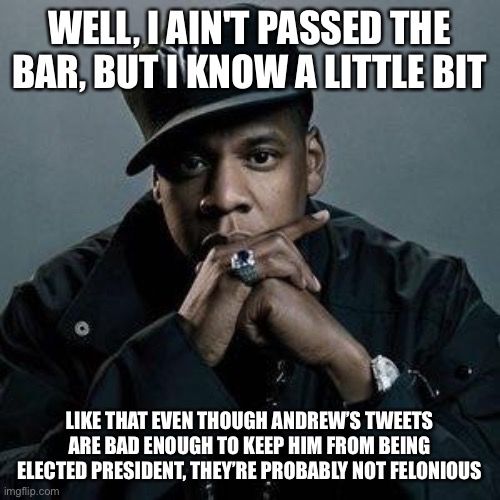 WELL, I AIN'T PASSED THE
BAR, BUT I KNOW A LITTLE BIT
LIKE THAT EVEN THOUGH ANDREW’S TWEETS
ARE BAD ENOUGH TO KEEP HIM FROM BEING
ELECTED PRESIDENT, THEY’RE PROBABLY NOT FELONIOUS
imgflip.com